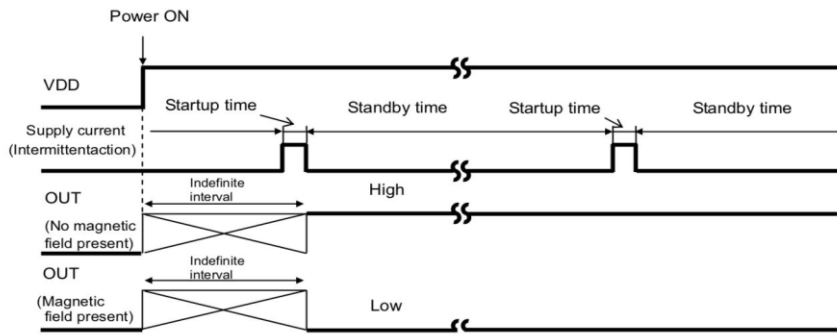 Power ON
VDD
Startup time
Standby time
Startup time
Standby time
Supply current
(Intermittentaction)
OUT
Indefinite
interval
High
(No magnetic
field present)
OUT
Indefinite
interval
(Magnetic
field present)
Low